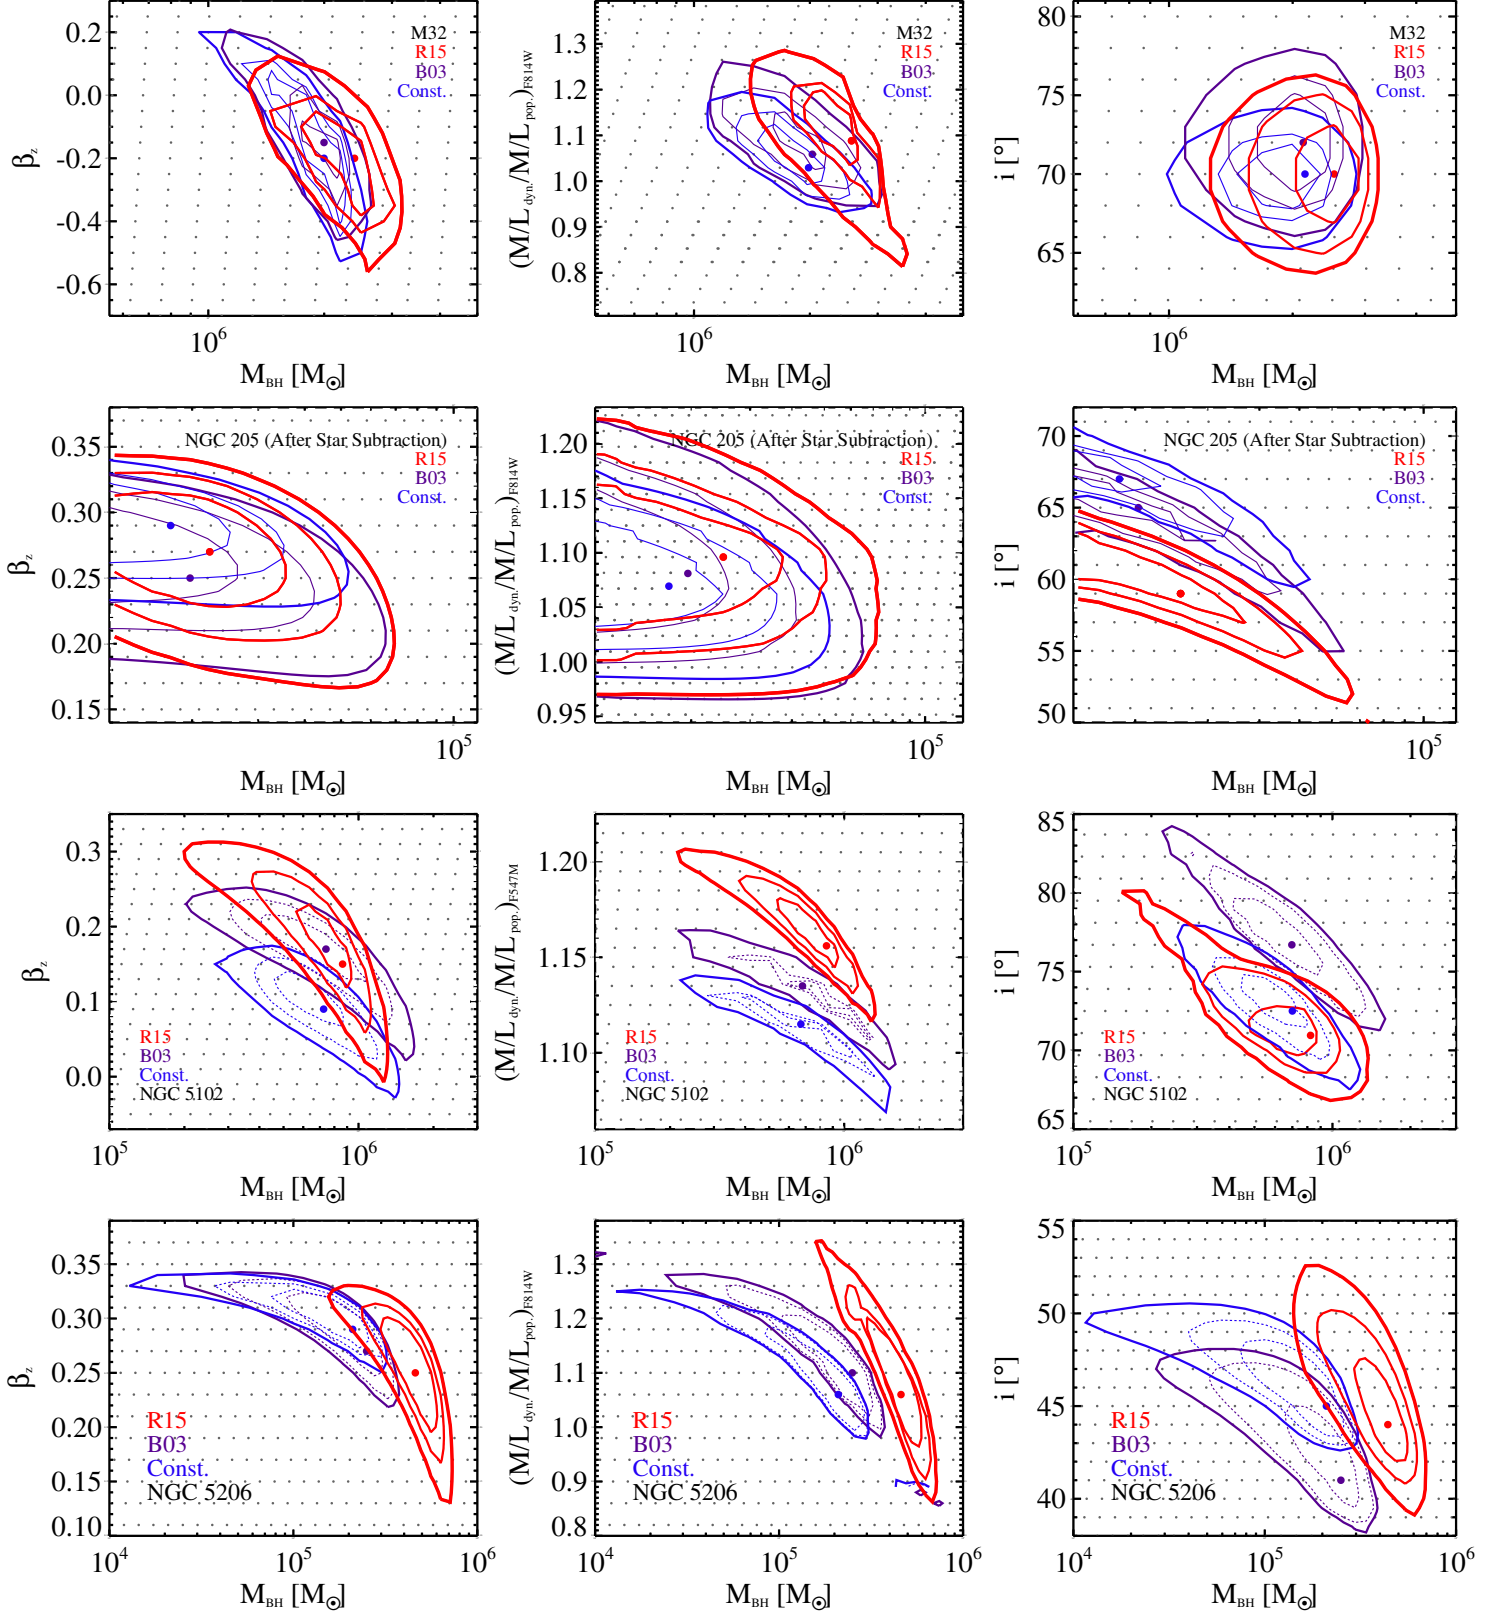 0.2
0.0
-0.2
-0.4
-0.6
β_z
10^6
M_BH [M_⊙]
M32
R15
B03
Const.
1.3
1.2
1.1
1.0
0.9
0.8
(M/L_dyn./M/L_pop.)_F814W
10^6
M_BH [M_⊙]
M32
R15
B03
Const.
80
75
70
65
i [°]
10^6
M_BH [M_⊙]
M32
R15
B03
Const.
0.35
0.30
0.25
0.20
0.15
β_z
10^5
M_BH [M_⊙]
NGC 205 (After Star Subtraction)
R15
B03
Const.
1.20
1.15
1.10
1.05
1.00
0.95
(M/L_dyn./M/L_pop.)_F814W
10^5
M_BH [M_⊙]
NGC 205 (After Star Subtraction)
R15
B03
Const.
70
65
60
55
50
i [°]
10^5
M_BH [M_⊙]
NGC 205 (After Star Subtraction)
R15
B03
Const.
0.3
0.2
0.1
0.0
β_z
10^5 10^6
M_BH [M_⊙]
R15
B03
Const.
NGC 5102
1.20
1.15
1.10
(M/L_dyn./M/L_pop.)_F547M
10^5 10^6
M_BH [M_⊙]
R15
B03
Const.
NGC 5102
85
80
75
70
65
i [°]
10^5 10^6
M_BH [M_⊙]
R15
B03
Const.
NGC 5102
0.35
0.30
0.25
0.20
0.15
0.10
β_z
10^4 10^5 10^6
M_BH [M_⊙]
R15
B03
Const.
NGC 5206
1.3
1.2
1.1
1.0
0.9
0.8
(M/L_dyn./M/L_pop.)_F814W
10^4 10^5 10^6
M_BH [M_⊙]
R15
B03
Const.
NGC 5206
55
50
45
40
i [°]
10^4 10^5 10^6
M_BH [M_⊙]
R15
B03
Const.
NGC 5206